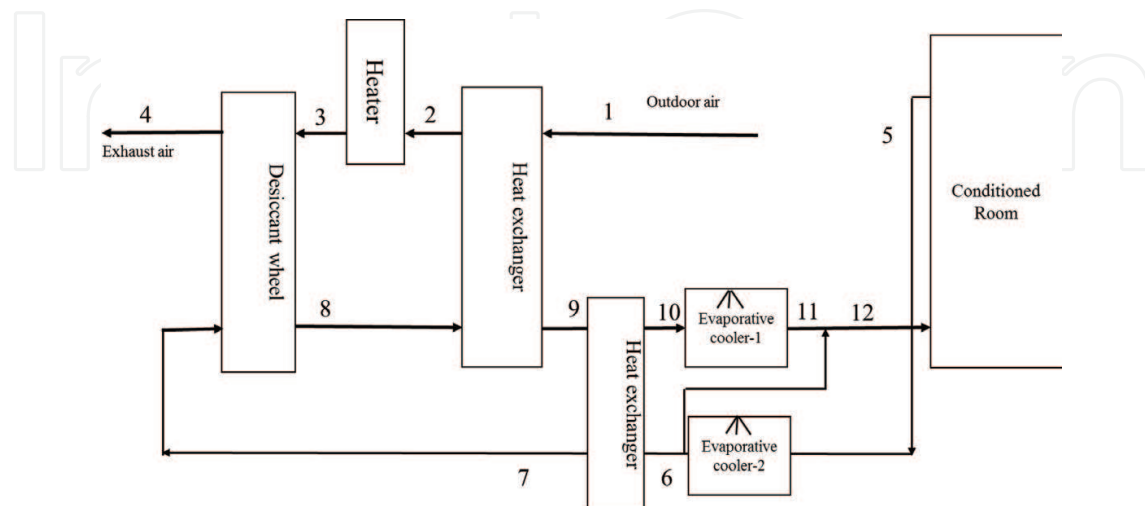 Outdoor air
1
2
Heater
3
4
Exhaust air
Desiccant wheel
Heat exchanger
5
Conditioned
Room
8
9
Heat exchanger
10
Evaporative
cooler-1
11
12
Evaporative
cooler-2
6
7